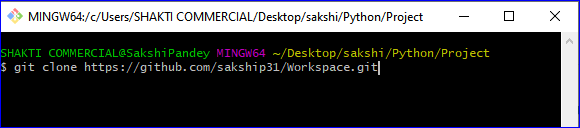 MINGW64:/c/Users/SHAKTI COMMERCIAL/Desktop/sakshi/Python/Project
SHAKTI COMMERCIAL@SakshiPandey MINGW64 ~/Desktop/sakshi/Python/Project
$ git clone https://github.com/sakship31/Workspace.git